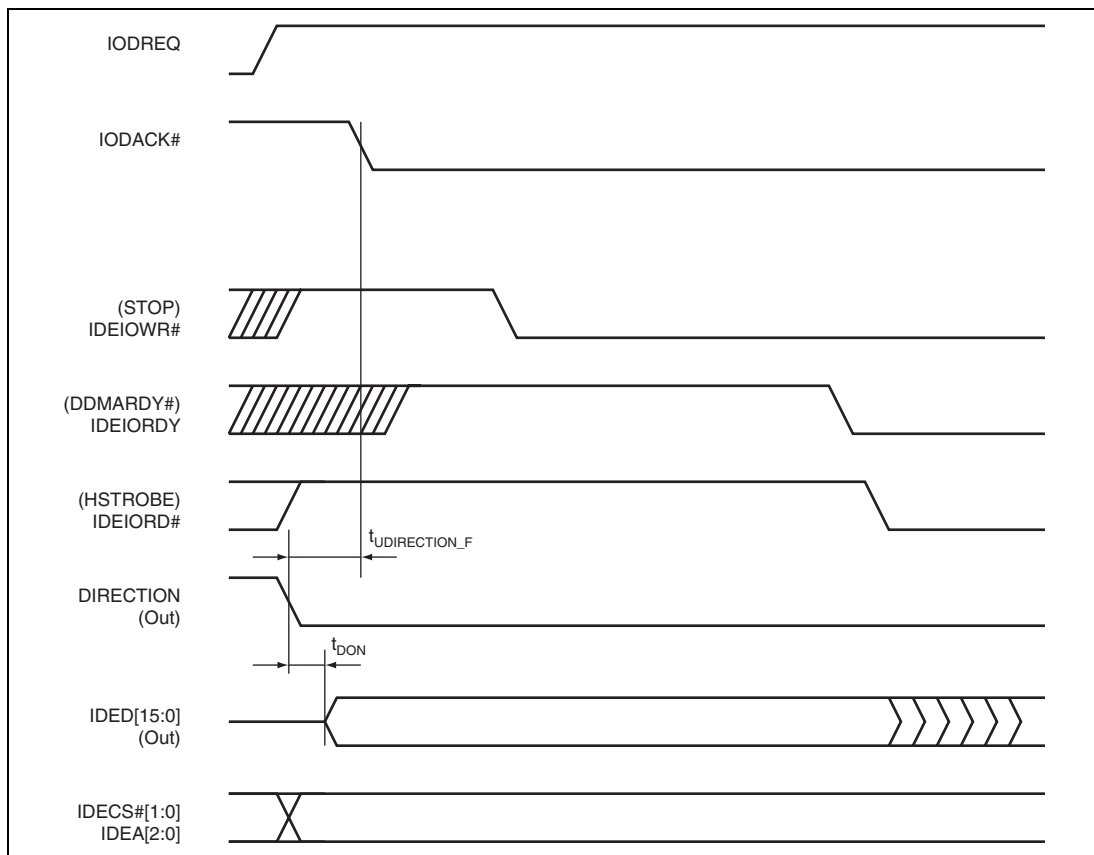 IODREQ
IODACK#
(STOP)
IDEIOWR#
(DDMARDY#)
IDEIORDY
(HSTROBE)
IDEIORD#
tUDIRECTION_F
DIRECTION
(Out)
tDON
IDED[15:0]
(Out)
IDECS#[1:0]
IDEA[2:0]